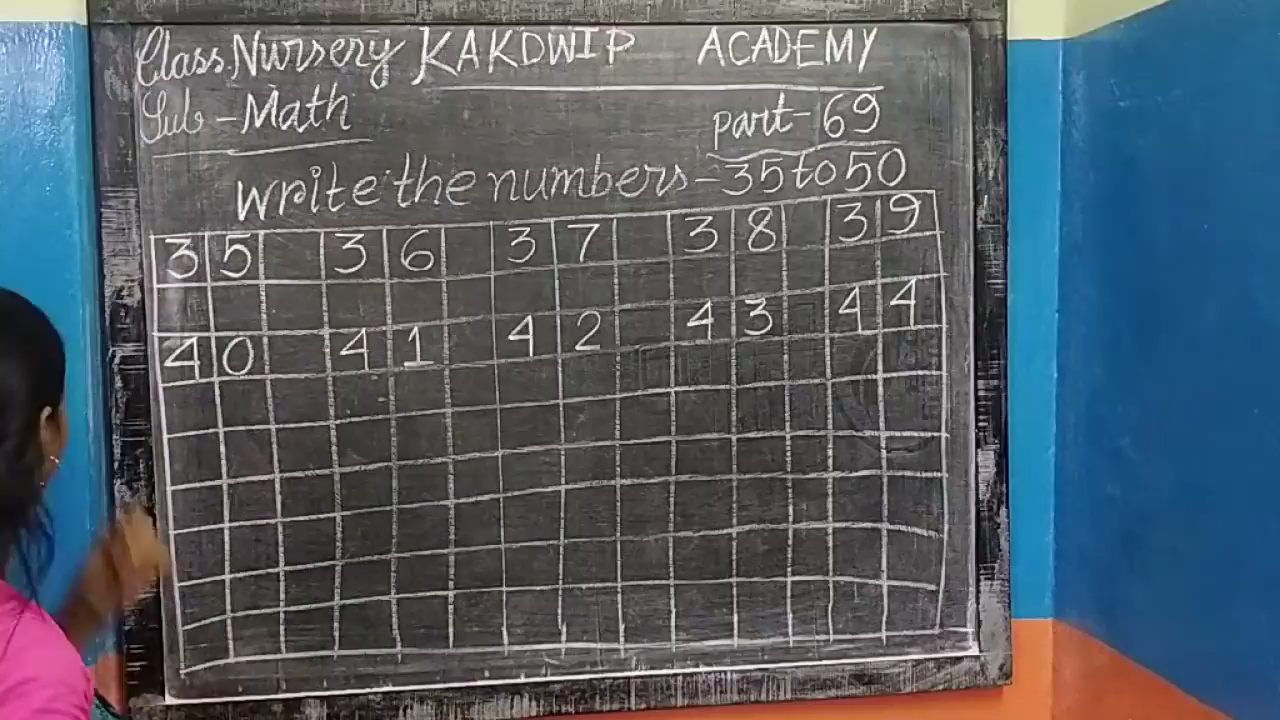 Class Nursery KAKDWIP ACADEMY
Sub - Math part - 69
Write the numbers - 35 to 50
35 36 37 38 39
40 41 42 43 44